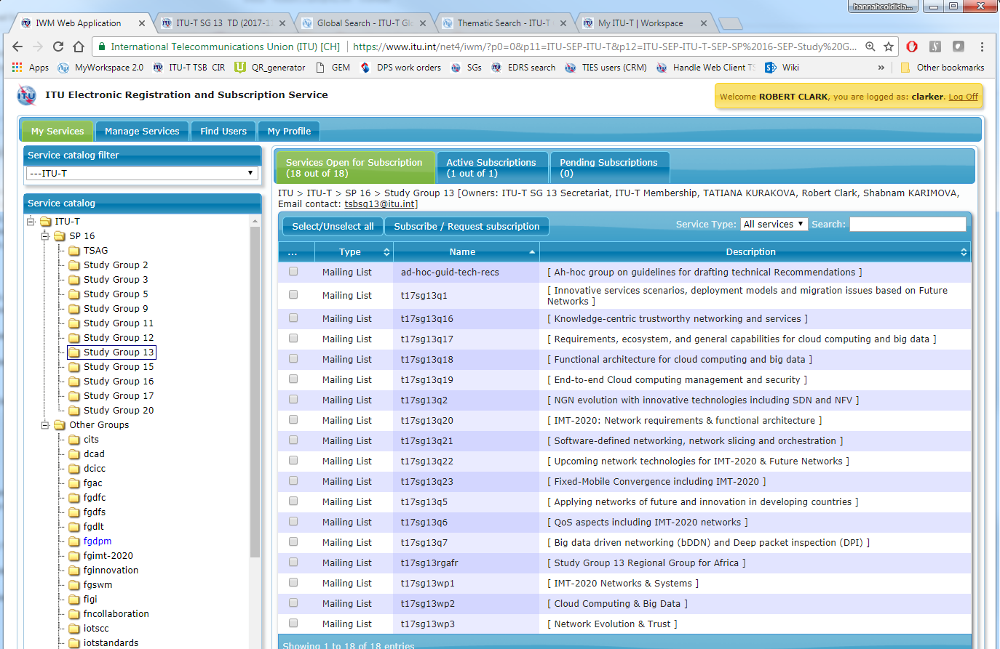 hannahcoldisla...
IWM Web Application
ITU-T SG 13 TD (2017-1
Global Search - ITU-T Gl
Thematic Search - ITU-T
My ITU-T | Workspace
International Telecommunications Union (ITU) [CH]
https://www.itu.int/net4/iwm/?p0=0&p11=ITU-SEP-ITU-T&p12=ITU-SEP-ITU-T-SEP-SP%2016-SEP-Study%20G...
Apps
MyWorkspace 2.0
ITU-T TSB CIR
QR_generator
GEM
DPS work orders
SGs
EDRS search
TIES users (CRM)
Handle Web Client TS
Wiki
»
Other bookmarks
ITU Electronic Registration and Subscription Service
Welcome ROBERT CLARK, you are logged as: clarker. Log Off
My Services
Manage Services
Find Users
My Profile
Service catalog filter
---ITU-T
Service catalog
ITU-T
SP 16
TSAG
Study Group 2
Study Group 3
Study Group 5
Study Group 9
Study Group 11
Study Group 12
Study Group 13
Study Group 15
Study Group 16
Study Group 17
Study Group 20
Other Groups
cits
dcad
dcicc
fgac
fgdfc
fgdfs
fgdlt
fgdpm
fgimt-2020
fginnovation
fgswm
figi
fncollaboration
iotscc
iotstandards
Services Open for Subscription
(18 out of 18)
Active Subscriptions
(1 out of 1)
Pending Subscriptions
(0)
ITU > ITU-T > SP 16 > Study Group 13 [Owners: ITU-T SG 13 Secretariat, ITU-T Membership, TATIANA KURAKOVA, Robert Clark, Shabnam KARIMOVA,
Email contact: tsbsg13@itu.int]
Select/Unselect all
Subscribe / Request subscription
Service Type: All services
Search:
... Type Name Description
Mailing List ad-hoc-guid-tech-recs [ Ah-hoc group on guidelines for drafting technical Recommendations ]
Mailing List t17sg13q1 [ Innovative services scenarios, deployment models and migration issues based on Future
Networks ]
Mailing List t17sg13q16 [ Knowledge-centric trustworthy networking and services ]
Mailing List t17sg13q17 [ Requirements, ecosystem, and general capabilities for cloud computing and big data ]
Mailing List t17sg13q18 [ Functional architecture for cloud computing and big data ]
Mailing List t17sg13q19 [ End-to-end Cloud computing management and security ]
Mailing List t17sg13q2 [ NGN evolution with innovative technologies including SDN and NFV ]
Mailing List t17sg13q20 [ IMT-2020: Network requirements & functional architecture ]
Mailing List t17sg13q21 [ Software-defined networking, network slicing and orchestration ]
Mailing List t17sg13q22 [ Upcoming network technologies for IMT-2020 & Future Networks ]
Mailing List t17sg13q23 [ Fixed-Mobile Convergence including IMT-2020 ]
Mailing List t17sg13q5 [ Applying networks of future and innovation in developing countries ]
Mailing List t17sg13q6 [ QoS aspects including IMT-2020 networks ]
Mailing List t17sg13q7 [ Big data driven networking (bDDN) and Deep packet inspection (DPI) ]
Mailing List t17sg13rgafr [ Study Group 13 Regional Group for Africa ]
Mailing List t17sg13wp1 [ IMT-2020 Networks & Systems ]
Mailing List t17sg13wp2 [ Cloud Computing & Big Data ]
Mailing List t17sg13wp3 [ Network Evolution & Trust ]
Showing 1 to 18 of 18 entries